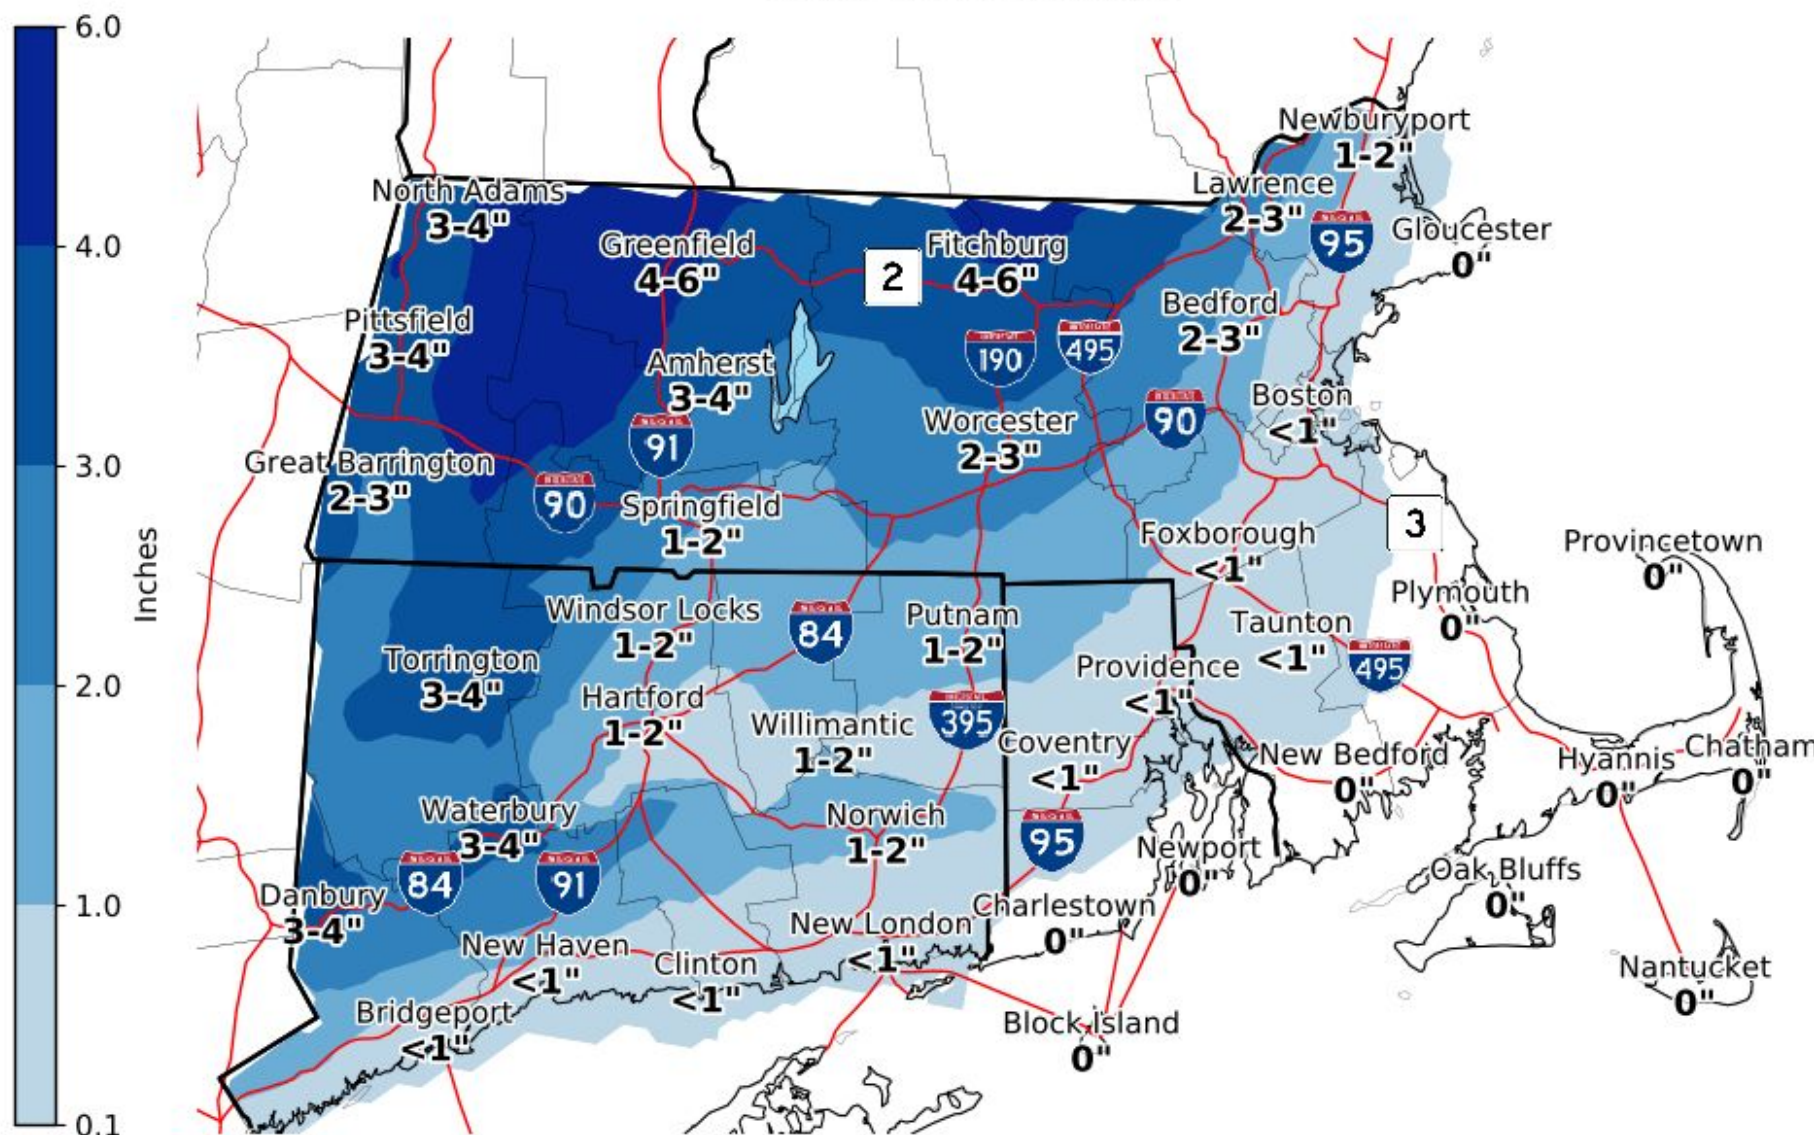 6.0
4.0
3.0
2.0
1.0
0.1
Inches
Newburyport
1-2"
North Adams
3-4"
Lawrence
2-3"
95
Gloucester
0"
Greenfield
4-6"
2
Fitchburg
4-6"
Bedford
2-3"
Pittsfield
3-4"
190
495
Amherst
3-4"
Boston
<1"
90
Worcester
2-3"
91
Great Barrington
2-3"
90
Springfield
1-2"
3
Foxborough
<1"
Provincetown
0"
Plymouth
0"
Windsor Locks
1-2"
84
Putnam
1-2"
Taunton
<1"
495
Torrington
3-4"
Providence
<1"
Hartford
1-2"
395
Willimantic
1-2"
Coventry
<1"
New Bedford
0"
Hyannis
0"
Chatham
0"
Waterbury
3-4"
Norwich
1-2"
95
Newport
0"
84
91
Oak Bluffs
0"
Danbury
3-4"
Charlestown
0"
New London
<1"
New Haven
<1"
Clinton
<1"
Nantucket
0"
Bridgeport
<1"
Block Island
0"